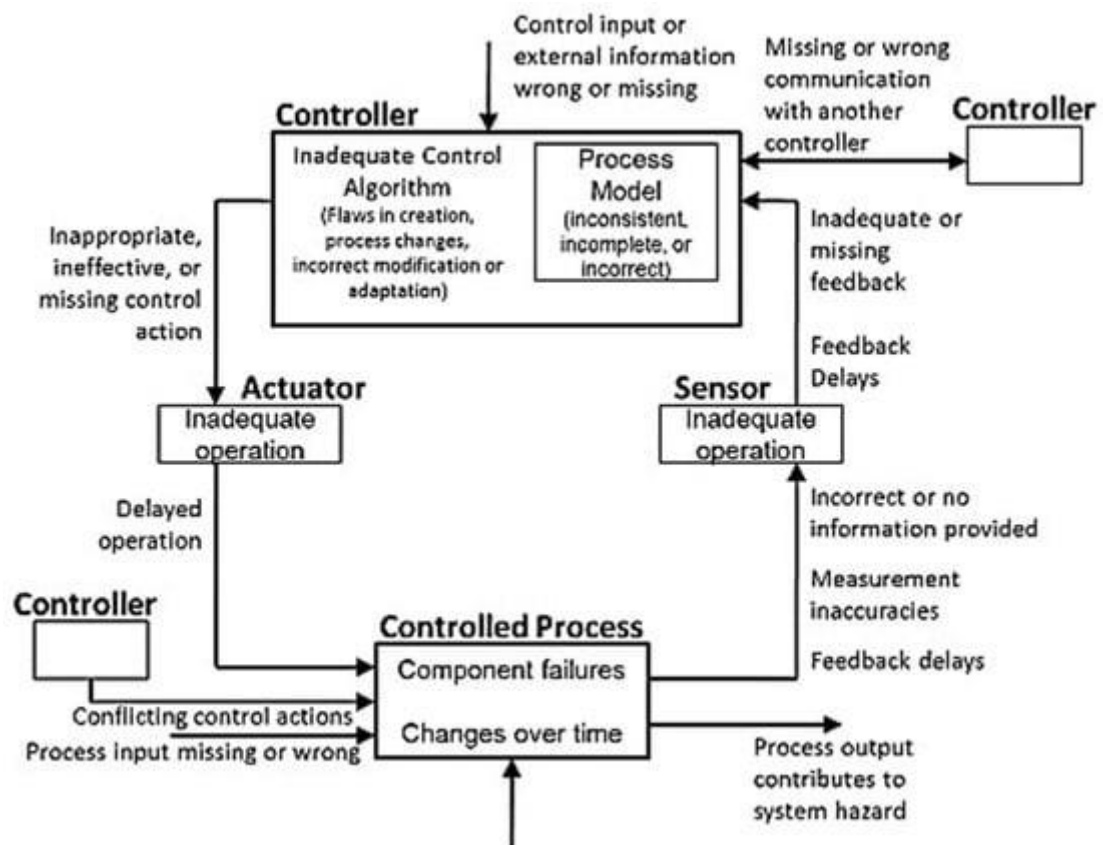 Control input or
external information
wrong or missing
Missing or wrong
communication
with another
controller
Controller
Controller
Inadequate Control
Algorithm
(Flaws in creation,
process changes,
incorrect modification or
adaptation)
Process
Model
(inconsistent,
incomplete, or
incorrect)
Inappropriate,
ineffective, or
missing control
action
Inadequate or
missing
feedback
Feedback
Delays
Actuator
Inadequate
operation
Sensor
Inadequate
operation
Delayed
operation
Incorrect or no
information provided
Measurement
inaccuracies
Feedback delays
Controller
Controlled Process
Component failures
Changes over time
Conflicting control actions
Process input missing or wrong
Process output
contributes to
system hazard